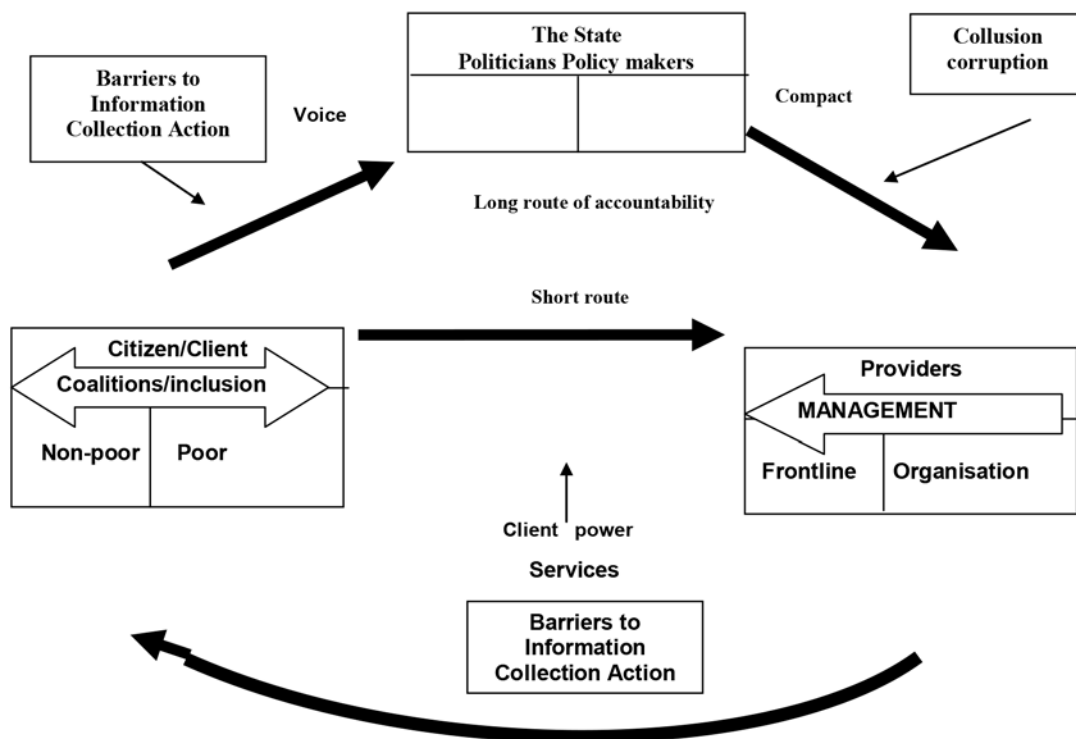 The State
Politicians Policy makers
Collusion
corruption
Barriers to
Information
Collection Action
Voice
Compact
Long route of accountability
Short route
Citizen/Client
Coalitions/inclusion
Non-poor
Poor
Providers
MANAGEMENT
Frontline
Organisation
Client power
Services
Barriers to
Information
Collection Action